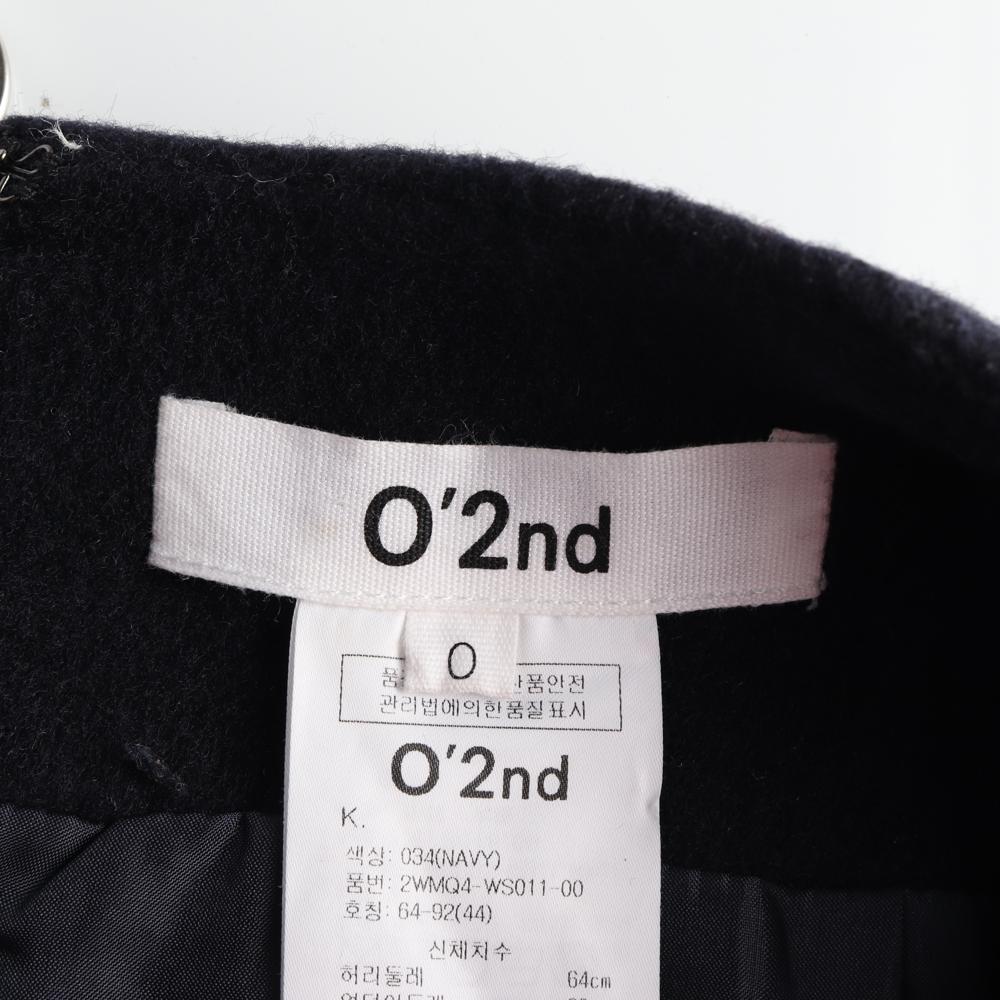 O'2nd
0
품 품안전
관리법에의한품질표시
O'2nd
K.
색상: 034(NAVY)
품번: 2WMQ4-WS011-00
호칭: 64-92(44)
신체치수
허리둘레 64cm